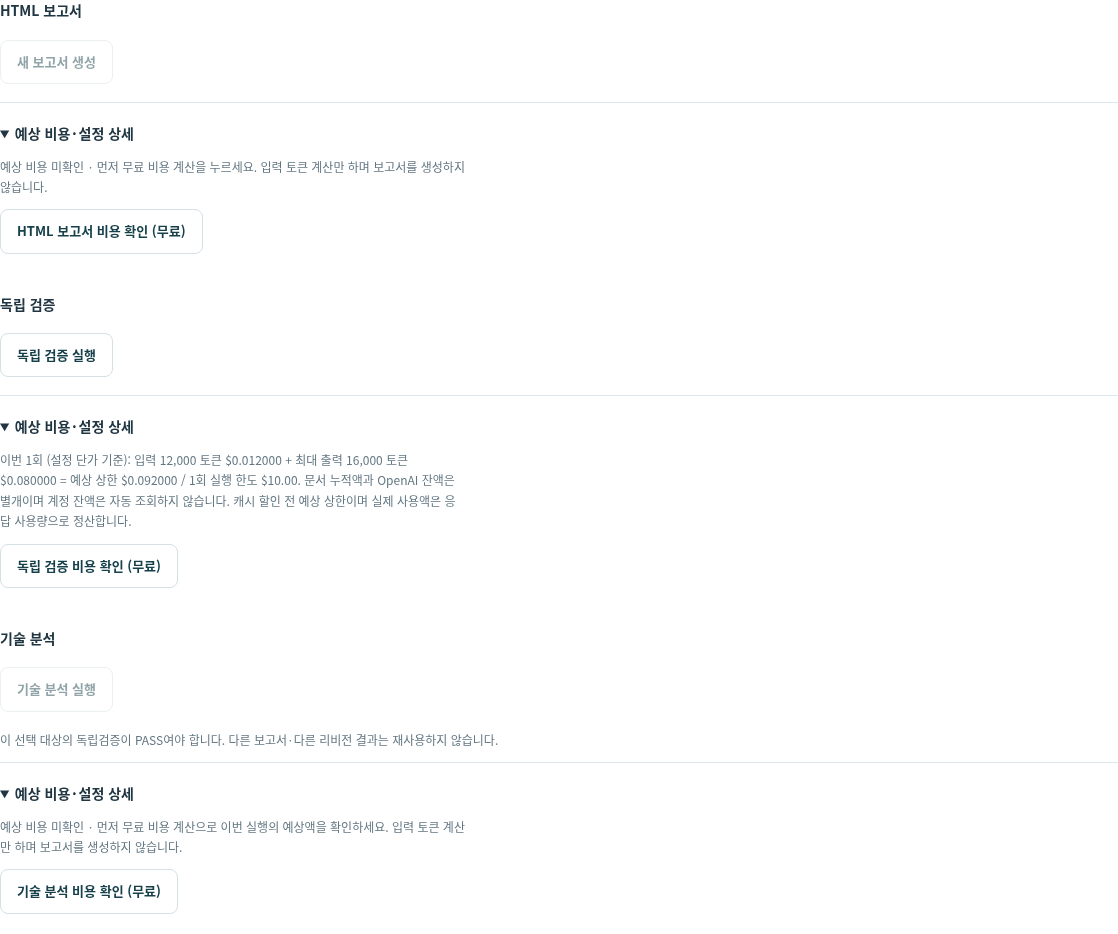 HTML 보고서
새 보고서 생성
▼ 예상 비용·설정 상세
예상 비용 미확인 · 먼저 무료 비용 계산을 누르세요. 입력 토큰 계산만 하며 보고서를 생성하지
않습니다.
HTML 보고서 비용 확인 (무료)
독립 검증
독립 검증 실행
▼ 예상 비용·설정 상세
이번 1회 (설정 단가 기준): 입력 12,000 토큰 $0.012000 + 최대 출력 16,000 토큰
$0.080000 = 예상 상한 $0.092000 / 1회 실행 한도 $10.00. 문서 누적액과 OpenAI 잔액은
별개이며 계정 잔액은 자동 조회하지 않습니다. 캐시 할인 전 예상 상한이며 실제 사용액은 응
답 사용량으로 정산합니다.
독립 검증 비용 확인 (무료)
기술 분석
기술 분석 실행
이 선택 대상의 독립검증이 PASS여야 합니다. 다른 보고서·다른 리비전 결과는 재사용하지 않습니다.
▼ 예상 비용·설정 상세
예상 비용 미확인 · 먼저 무료 비용 계산으로 이번 실행의 예상액을 확인하세요. 입력 토큰 계산
만 하며 보고서를 생성하지 않습니다.
기술 분석 비용 확인 (무료)